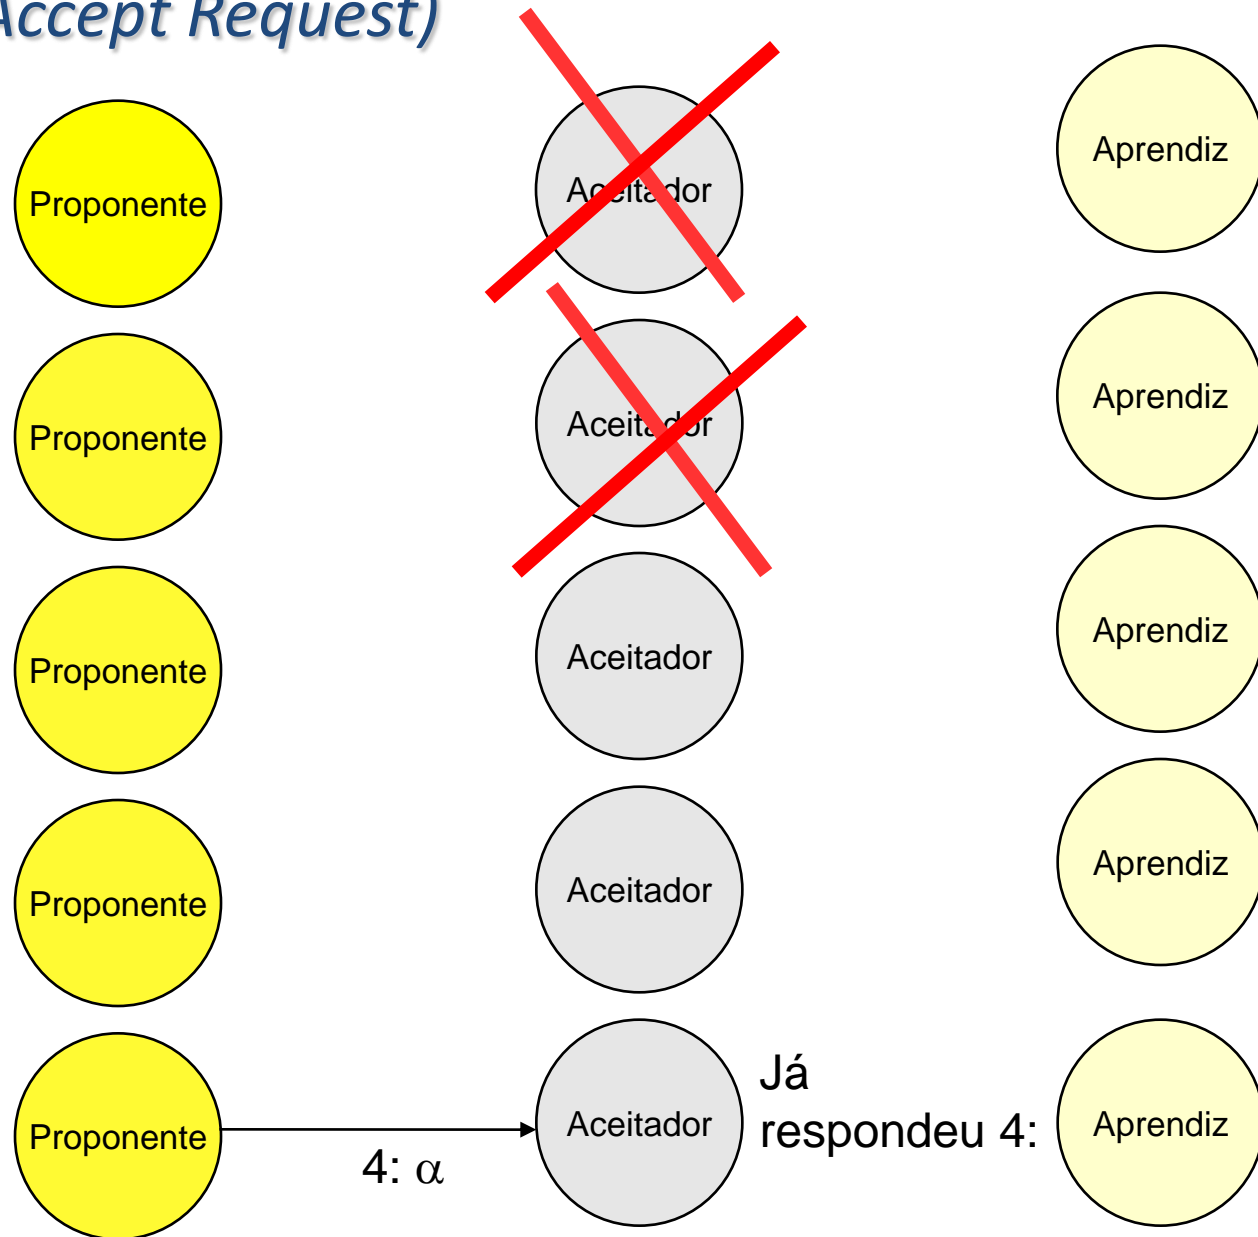 Accept Request)
Proponente
Aceitador
Aprendiz
Proponente
Aceitador
Aprendiz
Proponente
Aceitador
Aprendiz
Proponente
Aceitador
Aprendiz
Proponente
4: α
Aceitador
Já
respondeu 4:
Aprendiz